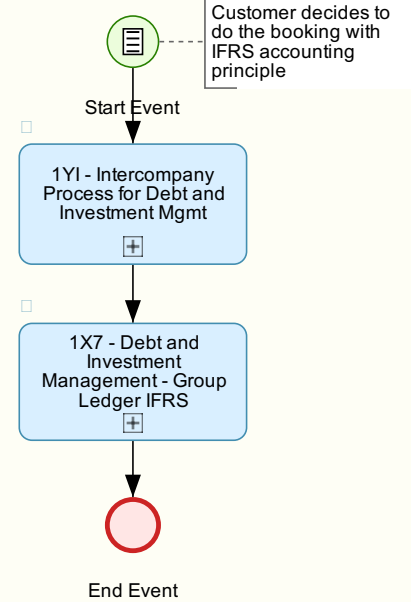 Customer decides to
do the booking with
IFRS accounting
principle
Start Event
1YI - Intercompany
Process for Debt and
Investment Mgmt
1X7 - Debt and
Investment
Management - Group
Ledger IFRS
End Event